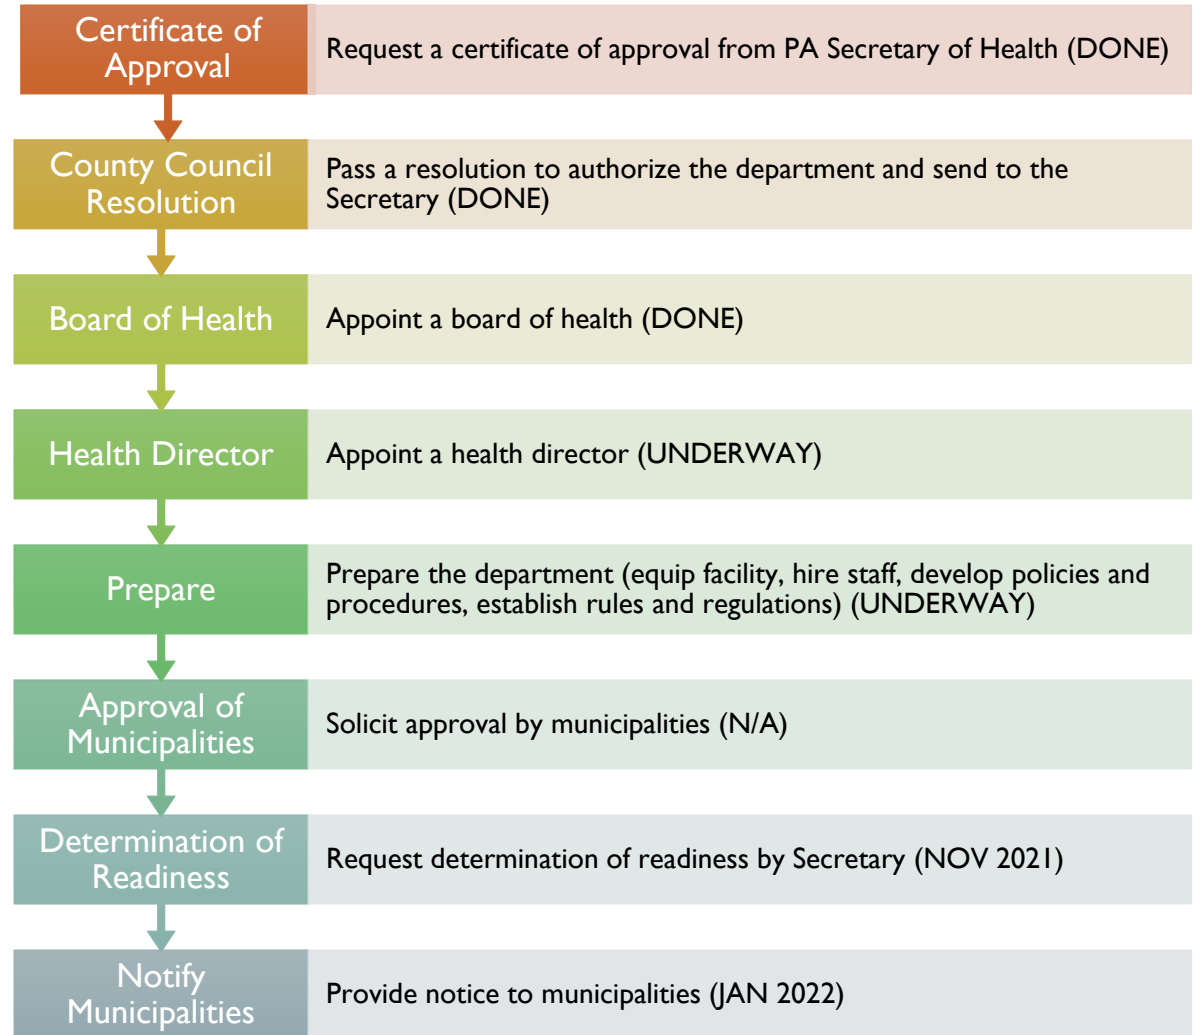 Certificate of
Approval
Request a certificate of approval from PA Secretary of Health (DONE)
County Council
Resolution
Pass a resolution to authorize the department and send to the
Secretary (DONE)
Board of Health
Appoint a board of health (DONE)
Health Director
Appoint a health director (UNDERWAY)
Prepare
Prepare the department (equip facility, hire staff, develop policies and
procedures, establish rules and regulations) (UNDERWAY)
Approval of
Municipalities
Solicit approval by municipalities (N/A)
Determination of
Readiness
Request determination of readiness by Secretary (NOV 2021)
Notify
Municipalities
Provide notice to municipalities (JAN 2022)